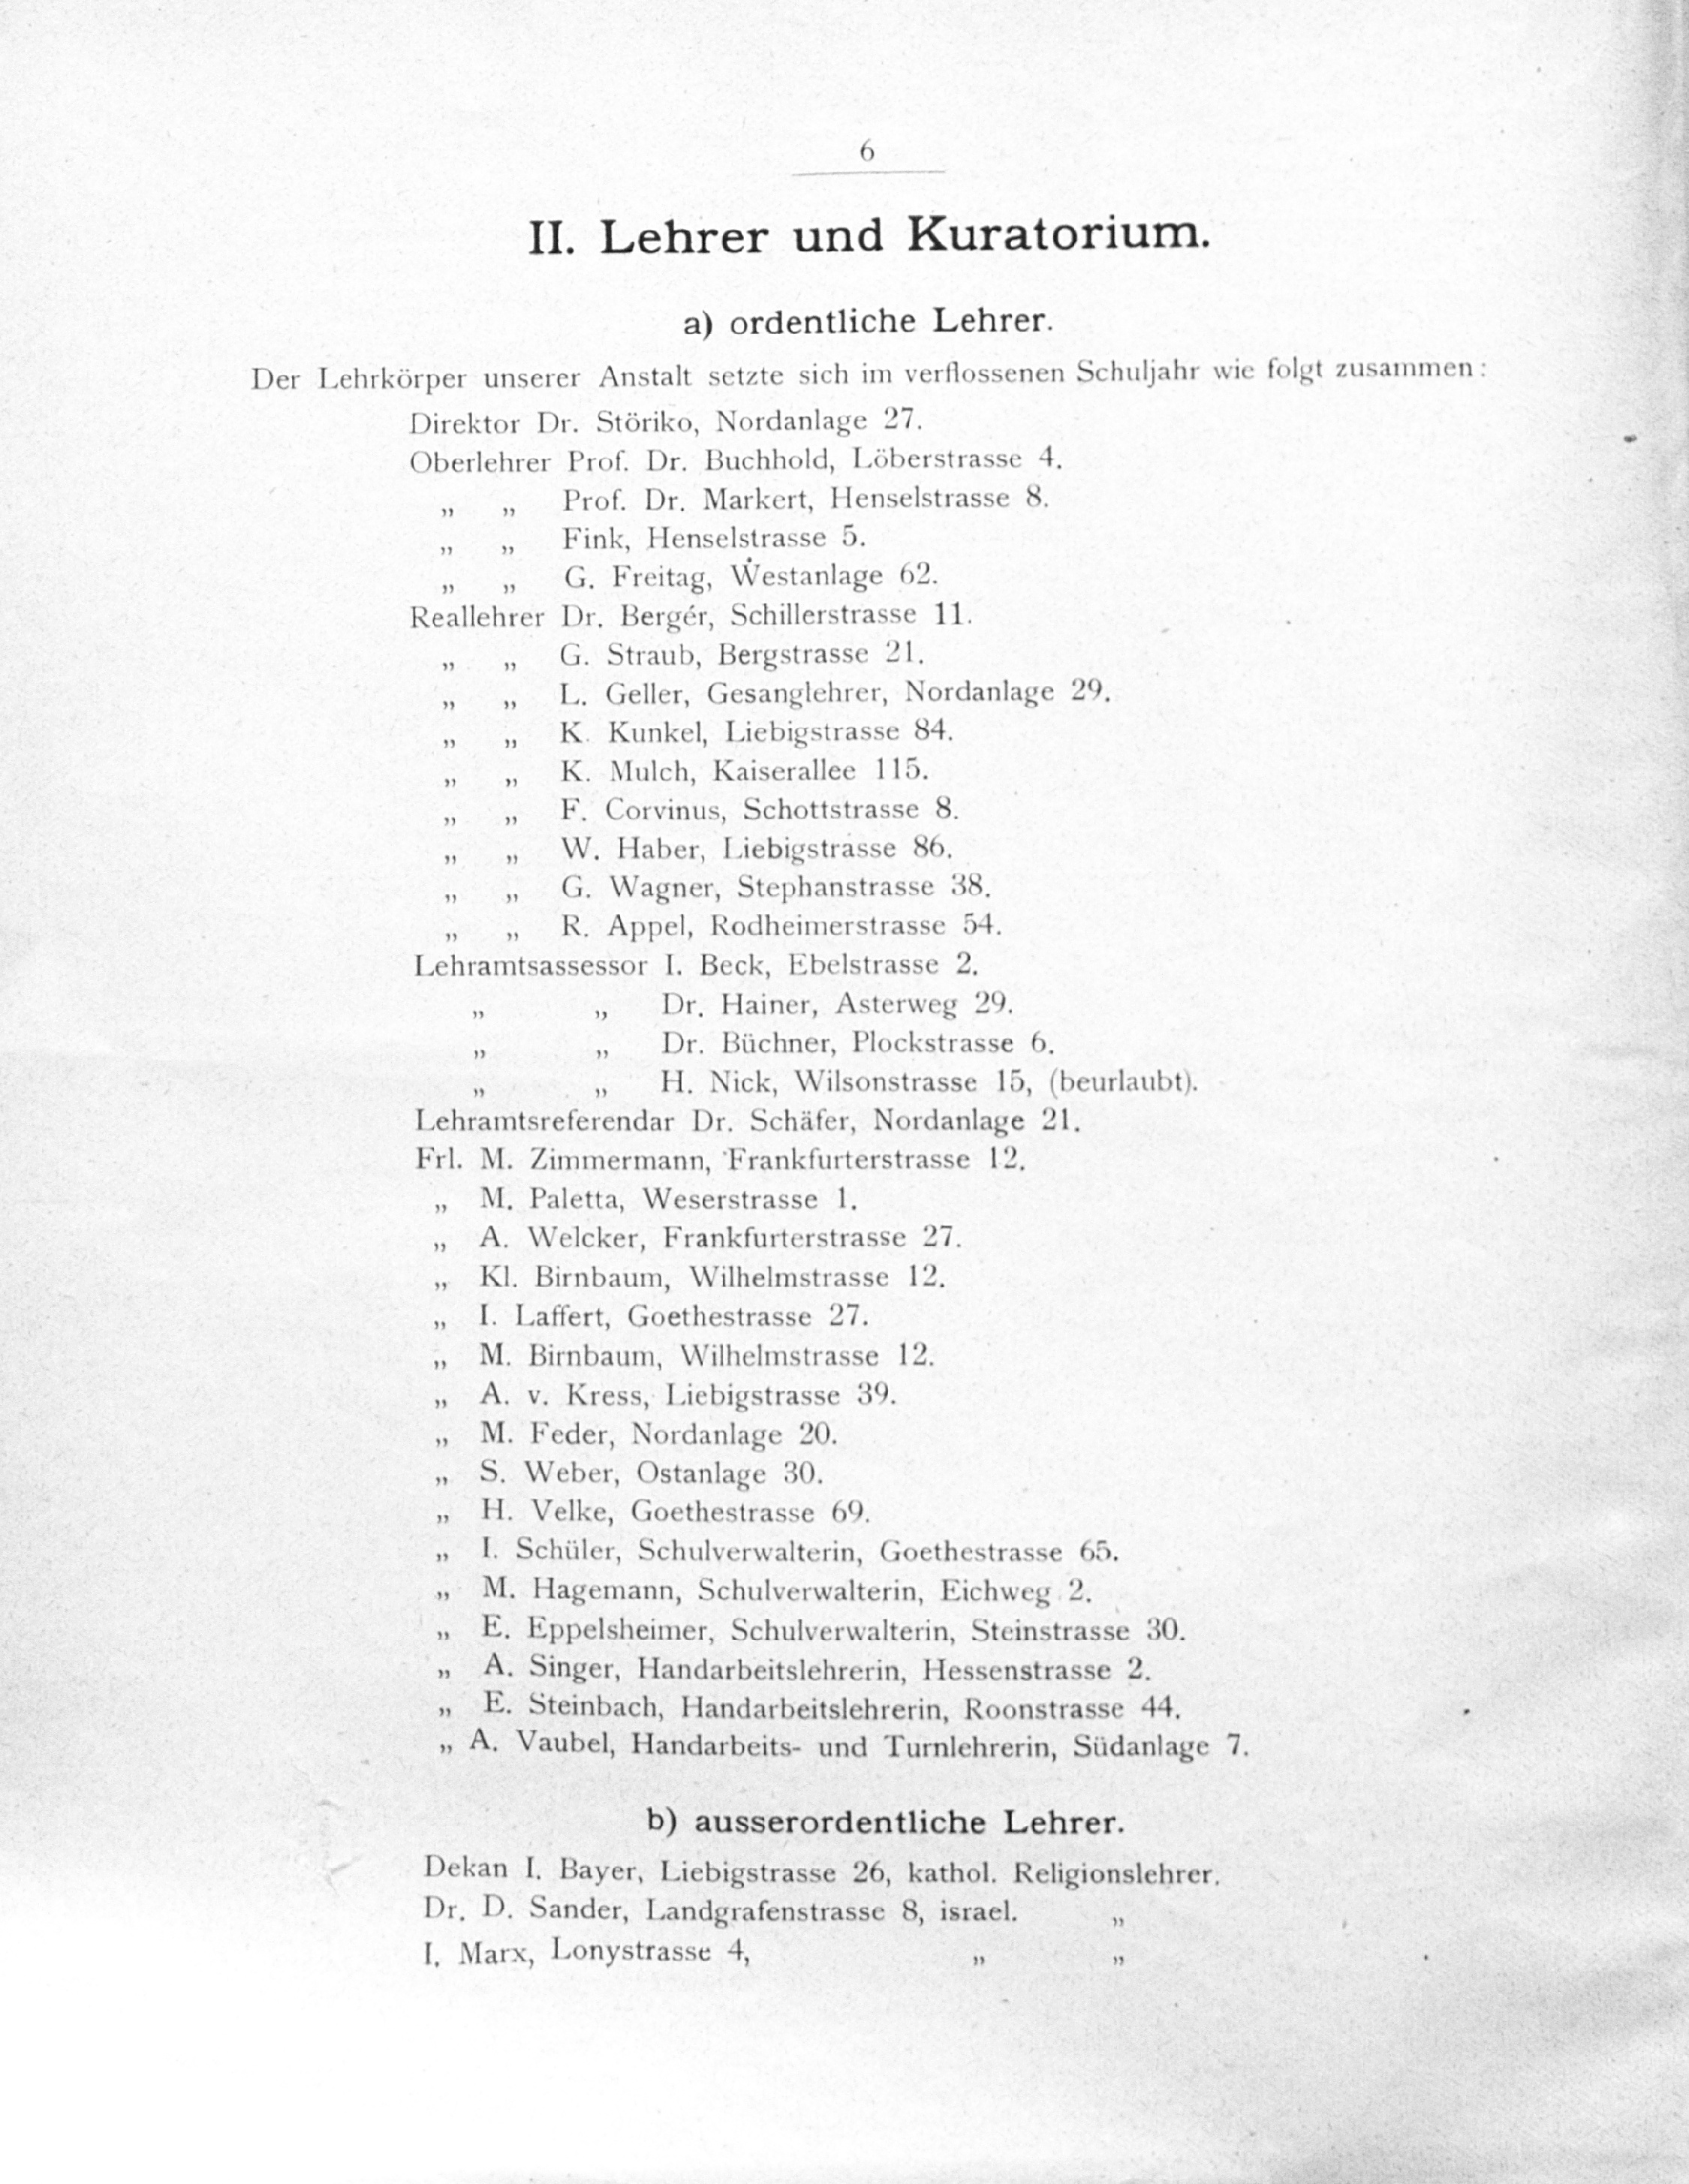 6
II. Lehrer und Kuratorium.
a) ordentliche Lehrer.
Der Lehrkörper unserer Anstalt setzte sich im verflossenen Schuljahr wie folgt zusammen:
Direktor Dr. Störiko, Nordanlage 27.
Oberlehrer Prof. Dr. Buchhold, Löberstrasse 4.
„ „ Prof. Dr. Markert, Henselstrasse 8.
„ „ Fink, Henselstrasse 5.
„ „ G. Freitag, Westanlage 62.
Reallehrer Dr. Bergér, Schillerstrasse 11.
„ „ G. Straub, Bergstrasse 21.
„ „ L. Geller, Gesanglehrer, Nordanlage 29.
„ „ K. Kunkel, Liebigstrasse 84.
„ „ K. Mulch, Kaiserallee 115.
„ „ F. Corvinus, Schottstrasse 8.
„ „ W. Haber, Liebigstrasse 86.
„ „ G. Wagner, Stephanstrasse 38.
„ „ R. Appel, Rodheimerstrasse 54.
Lehramtsassessor I. Beck, Ebelstrasse 2.
„ „ Dr. Hainer, Asterweg 29.
„ „ Dr. Büchner, Plockstrasse 6.
„ „ H. Nick, Wilsonstrasse 15, (beurlaubt).
Lehramtsreferendar Dr. Schäfer, Nordanlage 21.
Frl. M. Zimmermann, Frankfurterstrasse 12.
„ M. Paletta, Weserstrasse 1.
„ A. Welcker, Frankfurterstrasse 27.
„ Kl. Birnbaum, Wilhelmstrasse 12.
„ I. Laffert, Goethestrasse 27.
„ M. Birnbaum, Wilhelmstrasse 12.
„ A. v. Kress, Liebigstrasse 39.
„ M. Feder, Nordanlage 20.
„ S. Weber, Ostanlage 30.
„ H. Velke, Goethestrasse 69.
„ I. Schüler, Schulverwalterin, Goethestrasse 65.
„ M. Hagemann, Schulverwalterin, Eichweg 2.
„ E. Eppelsheimer, Schulverwalterin, Steinstrasse 30.
„ A. Singer, Handarbeitslehrerin, Hessenstrasse 2.
„ E. Steinbach, Handarbeitslehrerin, Roonstrasse 44.
„ A. Vaubel, Handarbeits- und Turnlehrerin, Südanlage 7.
b) ausserordentliche Lehrer.
Dekan I. Bayer, Liebigstrasse 26, kathol. Religionslehrer.
Dr. D. Sander, Landgrafenstrasse 8, israel. „
I. Marx, Lonystrasse 4, „ „